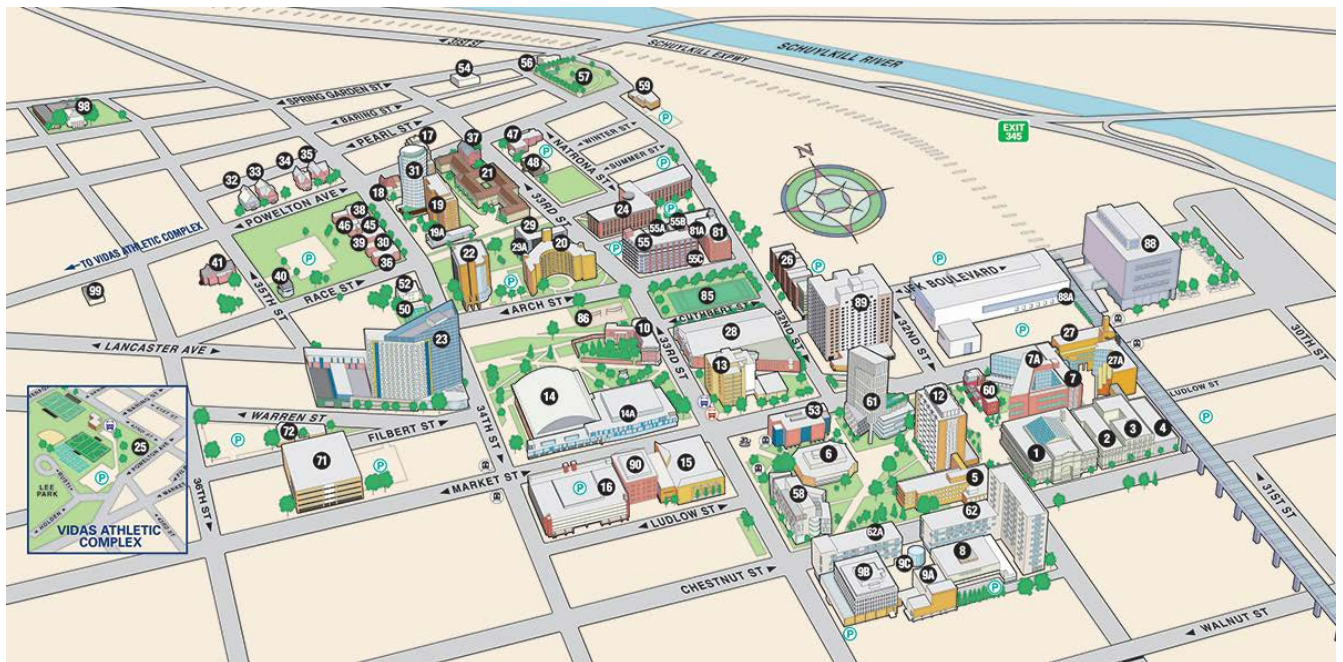 31ST ST
SCHUYLKILL EXPWY
SCHUYLKILL RIVER
54
56
57
59
98
SPRING GARDEN ST
BARING ST
PEARL ST
P
EXIT
345
17
37
47
WINTER ST
NATRONA ST
SUMMER ST
P
P
N
32
33
34
35
31
21
48
18
19
POWELTON AVE
38
46
45
39
30
36
19A
33RD ST
24
P
55A
55B
81A
81
55
55C
29
29A
20
22
P
P
TO VIDAS ATHLETIC COMPLEX
41
P
40
99
35TH ST
RACE ST
52
50
ARCH ST
26
P
P
88
JFK BOULEVARD
88A
P
85
89
CUTHBERT ST
32ND ST
32ND ST
86
10
28
33RD ST
23
LANCASTER AVE
13
14
14A
61
12
60
7A
7
27
27A
30TH ST
LUDLOW ST
P
WARREN ST
FILBERT ST
34TH ST
P
72
71
P
53
6
1
2
3
4
25
P
LEE
PARK
HOLDEN
VIDAS ATHLETIC
COMPLEX
36TH ST
MARKET ST
90
15
P
16
LUDLOW ST
58
5
62
62A
8
9C
9B
9A
P
P
31ST ST
CHESTNUT ST
WALNUT ST